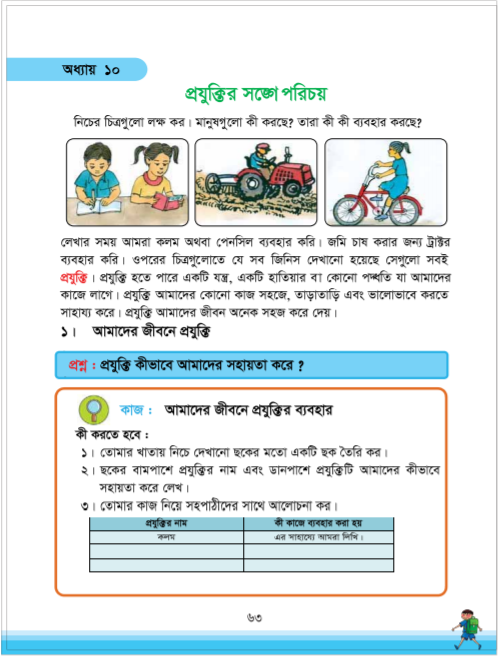 অধ্যায় ১০
প্রযুক্তির সঙ্গে পরিচয়
নিচের চিত্রগুলো লক্ষ কর। মানুষগুলো কী করছে? তারা কী কী ব্যবহার করছে?
লেখার সময় আমরা কলম অথবা পেনসিল ব্যবহার করি। জমি চাষ করার জন্য ট্রাক্টর
ব্যবহার করি। ওপরের চিত্রগুলোতে যে সব জিনিস দেখানো হয়েছে সেগুলো সবই
প্রযুক্তি। প্রযুক্তি হতে পারে একটি যন্ত্র, একটি হাতিয়ার বা কোনো পদ্ধতি যা আমাদের
কাজে লাগে। প্রযুক্তি আমাদের কোনো কাজ সহজে, তাড়াতাড়ি এবং ভালোভাবে করতে
সাহায্য করে। প্রযুক্তি আমাদের জীবন অনেক সহজ করে দেয়।
১। আমাদের জীবনে প্রযুক্তি
প্রশ্ন : প্রযুক্তি কীভাবে আমাদের সহায়তা করে ?
কাজ : আমাদের জীবনে প্রযুক্তির ব্যবহার
কী করতে হবে :
১। তোমার খাতায় নিচে দেখানো ছকের মতো একটি ছক তৈরি কর।
২। ছকের বামপাশে প্রযুক্তির নাম এবং ডানপাশে প্রযুক্তিটি আমাদের কীভাবে
সহায়তা করে লেখ।
৩। তোমার কাজ নিয়ে সহপাঠীদের সাথে আলোচনা কর।
প্রযুক্তির নাম কী কাজে ব্যবহার করা হয়
কলম এর সাহায্যে আমরা লিখি।
৬৩